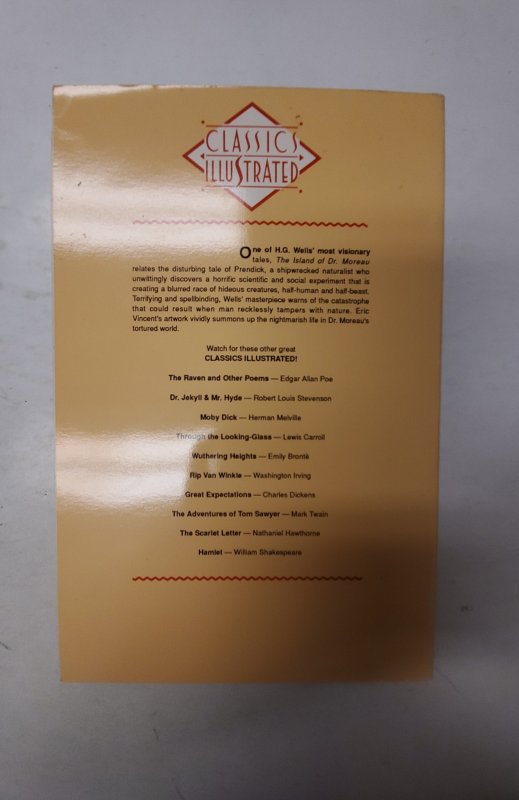 CLASSICS
ILLUSTRATED
One of H.G. Wells' most visionary
tales, The Island of Dr. Moreau
relates the disturbing tale of Prendick, a shipwrecked naturalist who
unwittingly discovers a horrific scientific and social experiment that is
creating a blurred race of hideous creatures, half-human and half-beast.
Terrifying and spellbinding, Wells' masterpiece warns of the catastrophe
that could result when man recklessly tampers with nature. Eric
Vincent's artwork vividly summons up the nightmarish life in Dr. Moreau's
tortured world.
Watch for these other great
CLASSICS ILLUSTRATED!
The Raven and Other Poems — Edgar Allan Poe
Dr. Jekyll & Mr. Hyde — Robert Louis Stevenson
Moby Dick — Herman Melville
Through the Looking-Glass — Lewis Carroll
Wuthering Heights — Emily Brontë
Rip Van Winkle — Washington Irving
Great Expectations — Charles Dickens
The Adventures of Tom Sawyer — Mark Twain
The Scarlet Letter — Nathaniel Hawthorne
Hamlet — William Shakespeare